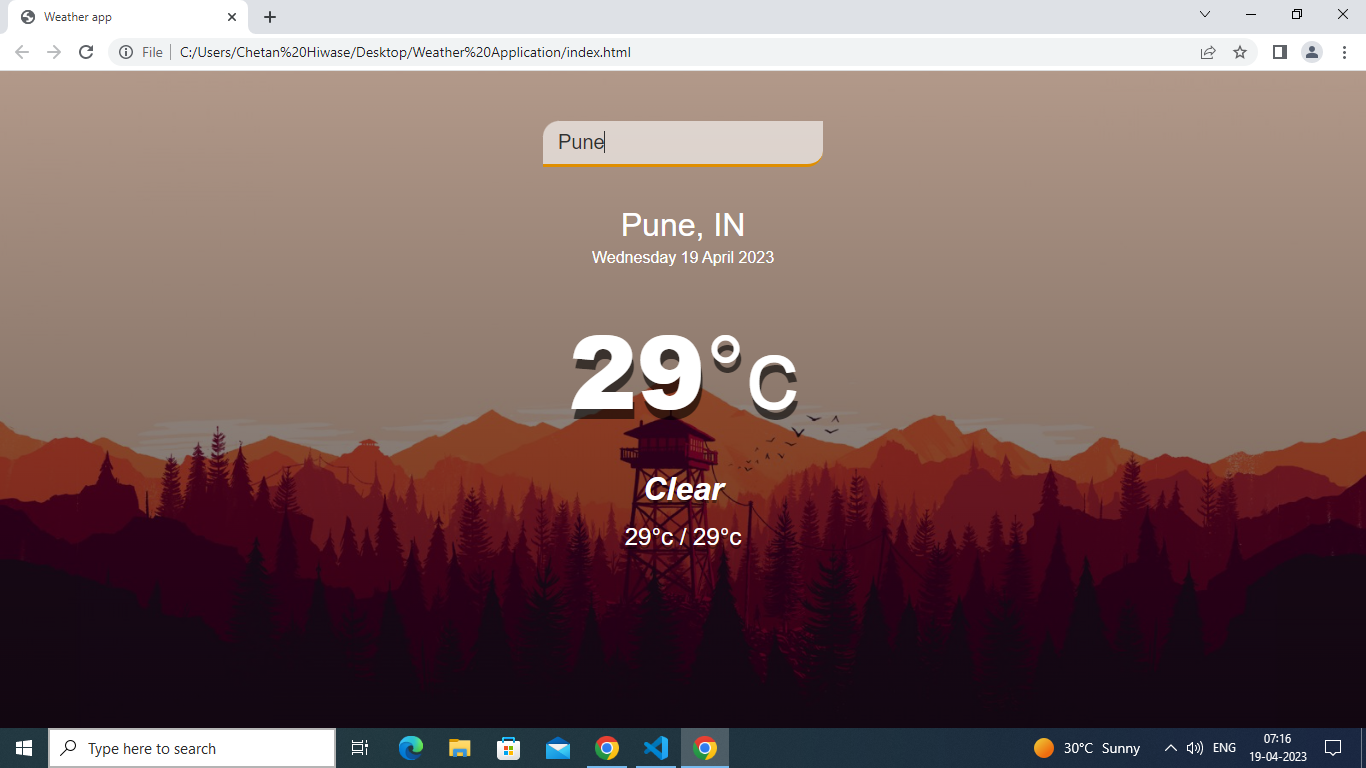 Weather app
File C:/Users/Chetan%20Hiwase/Desktop/Weather%20Application/index.html
Pune
Pune, IN
Wednesday 19 April 2023
29°C
Clear
29°c / 29°c
Type here to search
30°C Sunny
ENG
07:16
19-04-2023